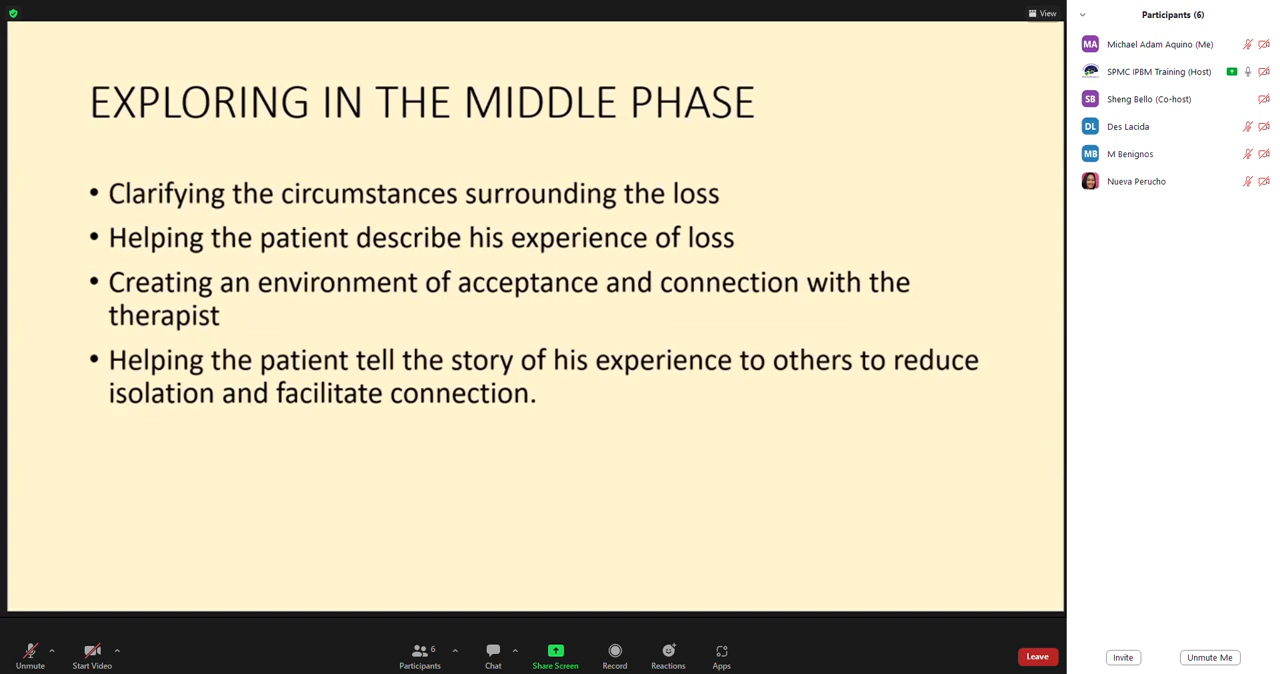 View
EXPLORING IN THE MIDDLE PHASE
• Clarifying the circumstances surrounding the loss
• Helping the patient describe his experience of loss
• Creating an environment of acceptance and connection with the
therapist
• Helping the patient tell the story of his experience to others to reduce
isolation and facilitate connection.
Participants (6)
MA Michael Adam Aquino (Me)
SPMC IPBM Training (Host)
SB Sheng Bello (Co-host)
DL Des Lacida
MB M Benignos
Nueva Perucho
Unmute
Start Video
6
Participants
Chat
Share Screen
Record
Reactions
Apps
Leave
Invite
Unmute Me